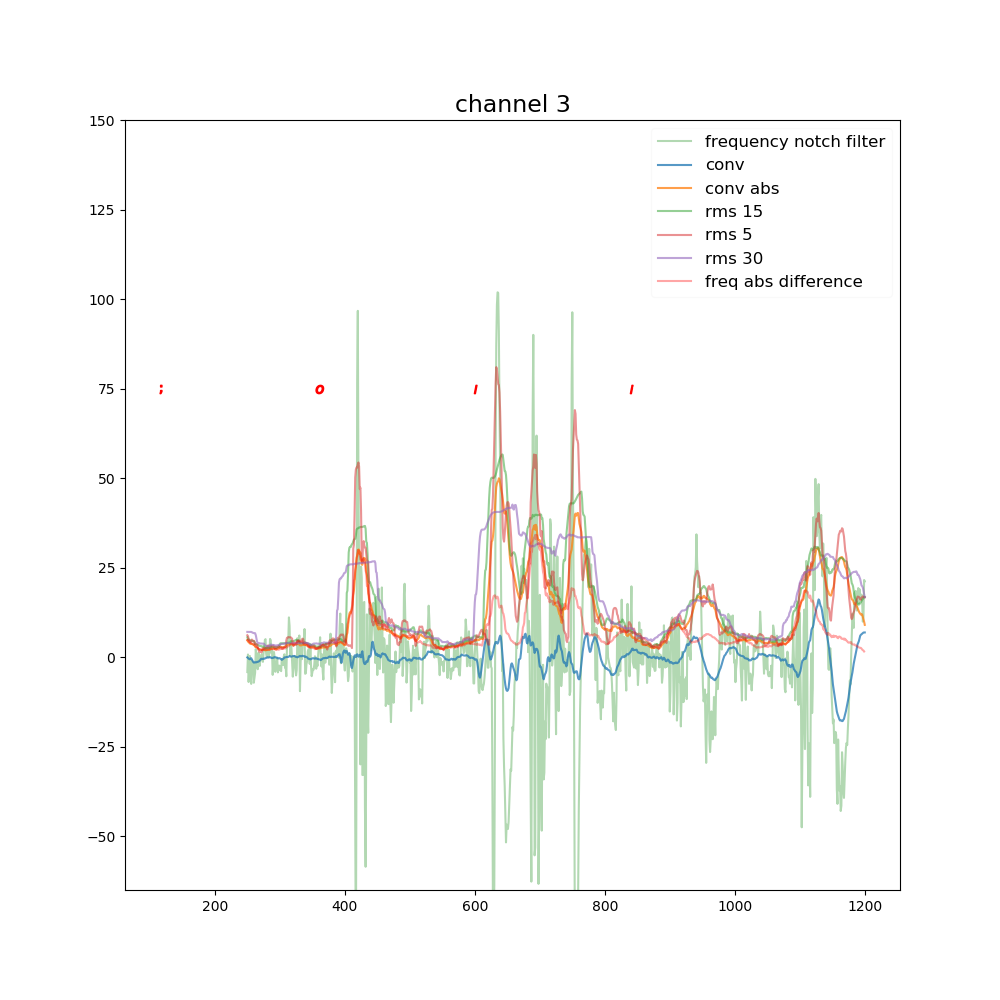 channel 3
150
125
100
75
50
25
0
−25
−50
frequency notch filter
conv
conv abs
rms 15
rms 5
rms 30
freq abs difference
; o l l
200 400 600 800 1000 1200